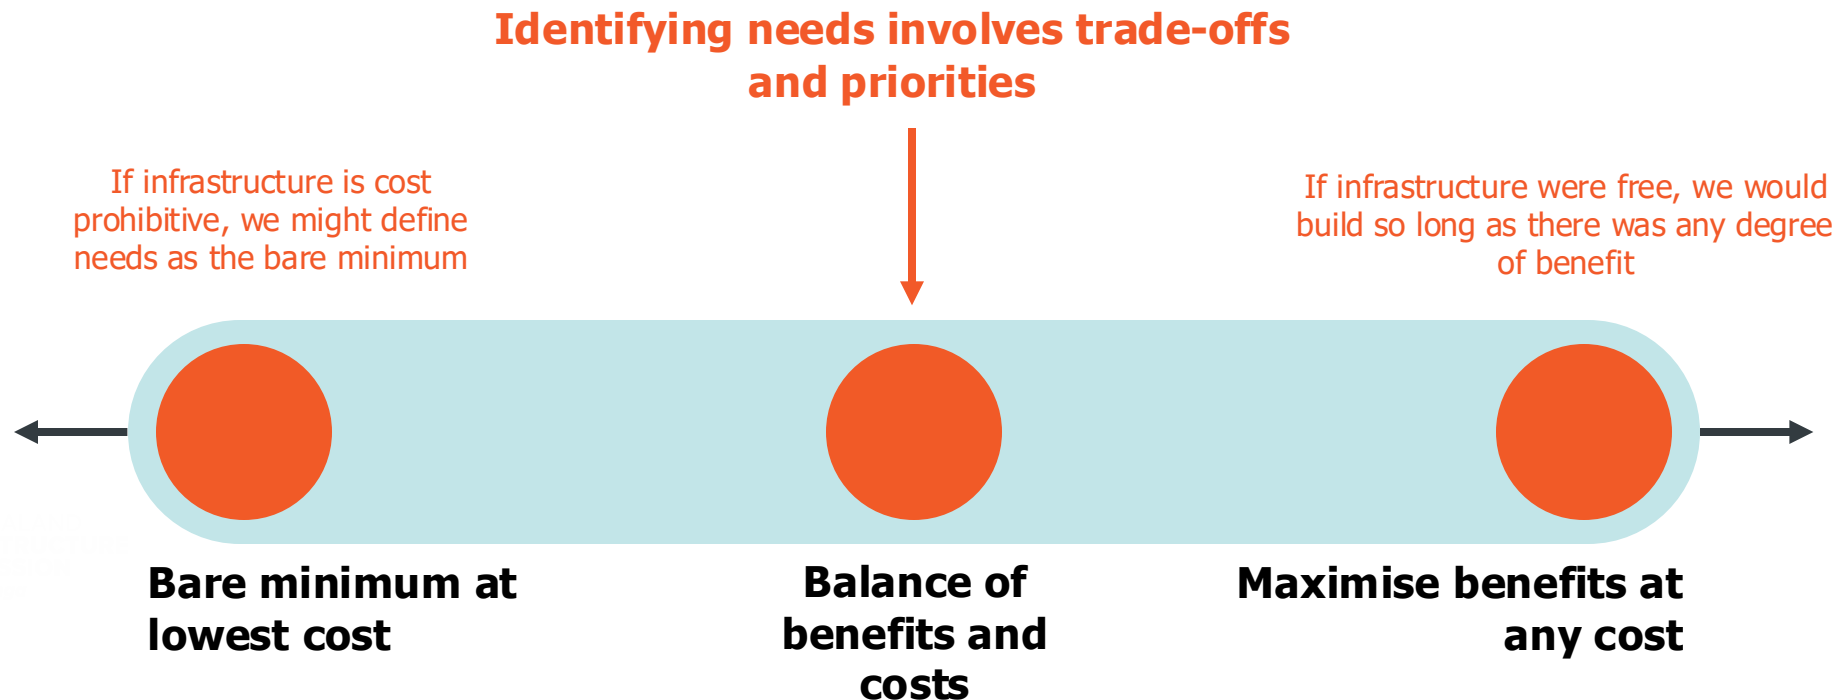 Identifying needs involves trade-offs
and priorities
If infrastructure is cost
prohibitive, we might define
needs as the bare minimum
If infrastructure were free, we would
build so long as there was any degree
of benefit
Bare minimum at
lowest cost
Balance of
benefits and
costs
Maximise benefits at
any cost